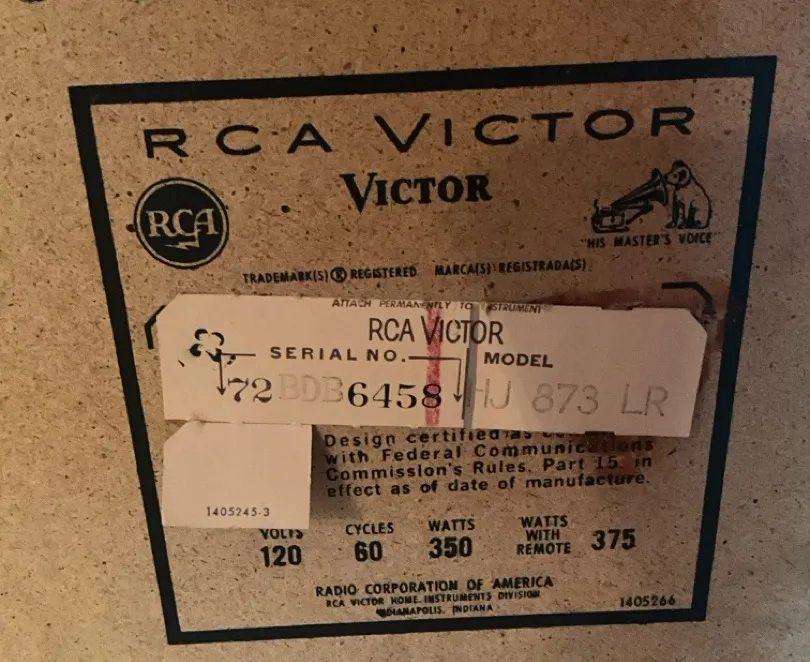 RCA VICTOR
VICTOR
RCA
"HIS MASTER'S VOICE"
TRADEMARK(S) ® REGISTERED MARCA(S) REGISTRADA(S)
ATTACH PERMANENTLY TO INSTRUMENT
RCA VICTOR
SERIAL NO. MODEL
72 BDB 6458 HJ 873 LR
Design certified as
with Federal Communications
Commission's Rules, Part 15, in
effect as of date of manufacture.
1405245-3
VOLTS CYCLES WATTS WATTS WITH REMOTE 375
120 60 350
RADIO CORPORATION OF AMERICA
RCA VICTOR HOME INSTRUMENTS DIVISION
INDIANAPOLIS, INDIANA
1405266